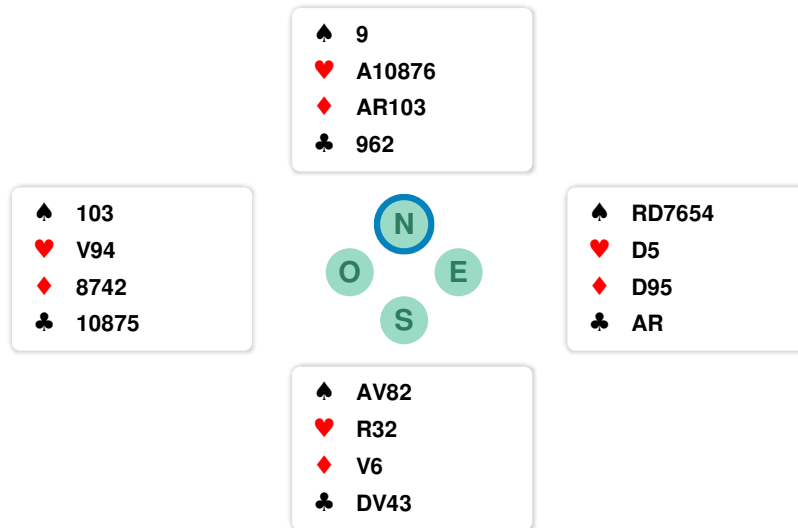 ♠ 9
♥ A10876
♦ AR103
♣ 962
♠ 103
♥ V94
♦ 8742
♣ 10875
N
O E
S
♠ RD7654
♥ D5
♦ D95
♣ AR
♠ AV82
♥ R32
♦ V6
♣ DV43